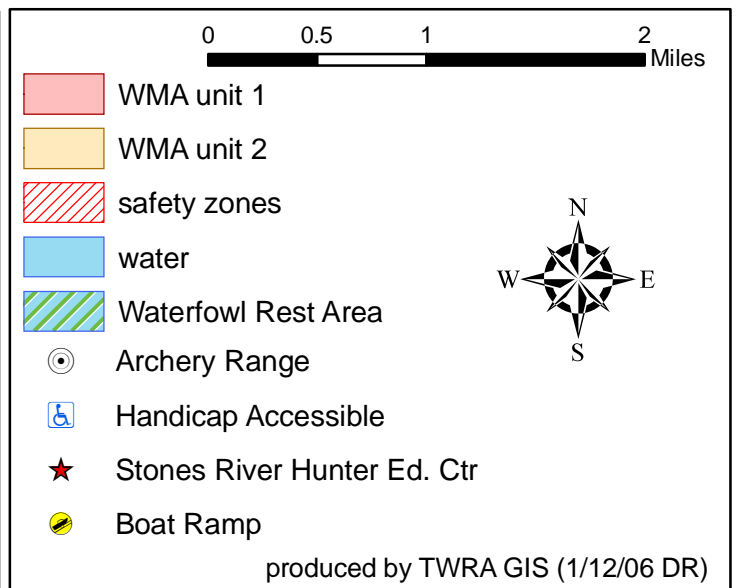 0 0.5 1 2
Miles
WMA unit 1
WMA unit 2
safety zones
N
water
W E
Waterfowl Rest Area
S
Archery Range
Handicap Accessible
Stones River Hunter Ed. Ctr
Boat Ramp
produced by TWRA GIS (1/12/06 DR)